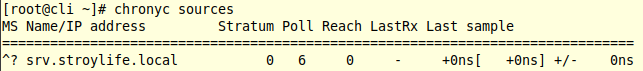 [root@cli ~]# chronyc sources
MS Name/IP address         Stratum Poll Reach LastRx Last sample
===============================================================================
^? srv.stroylife.local           0   6     0     -     +0ns[   +0ns] +/-    0ns